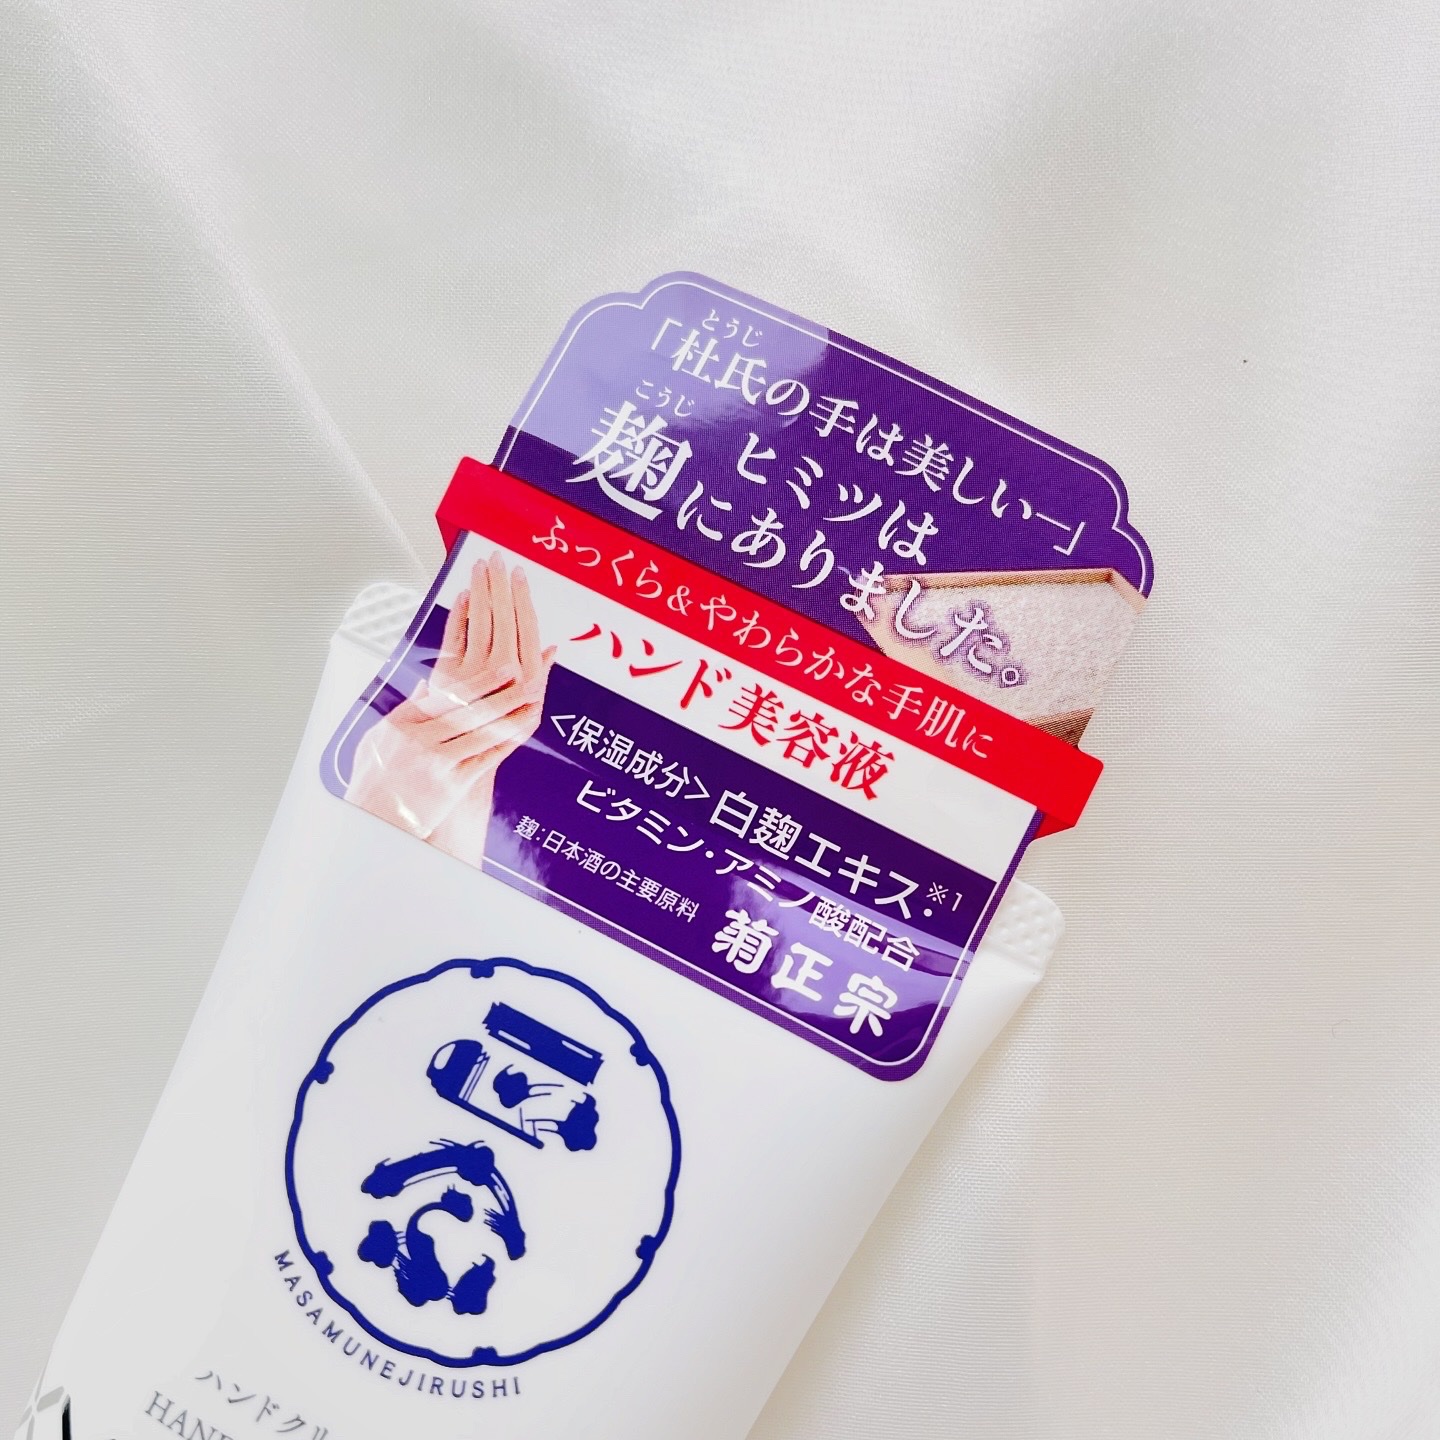 とうじ
「杜氏の手は美しい―」
ヒミツは
こうじ
麹にありました。
ふっくら&やわらかな手肌に
ハンド美容液
<保湿成分>白麹エキス※1・
ビタミン・アミノ酸配合
麹:日本酒の主要原料
菊正宗
正宗
MASAMUNEJIRUSHI
ハンドク
HAN